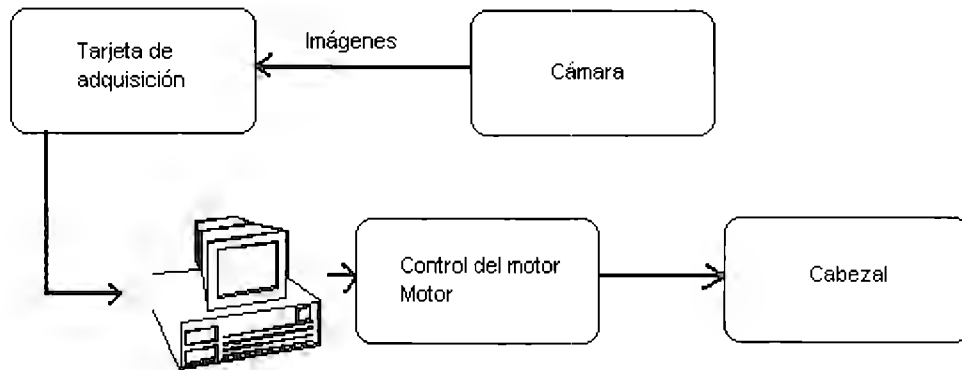 Tarjeta de
adquisición
Imágenes
Cámara
Control del motor
Motor
Cabezal